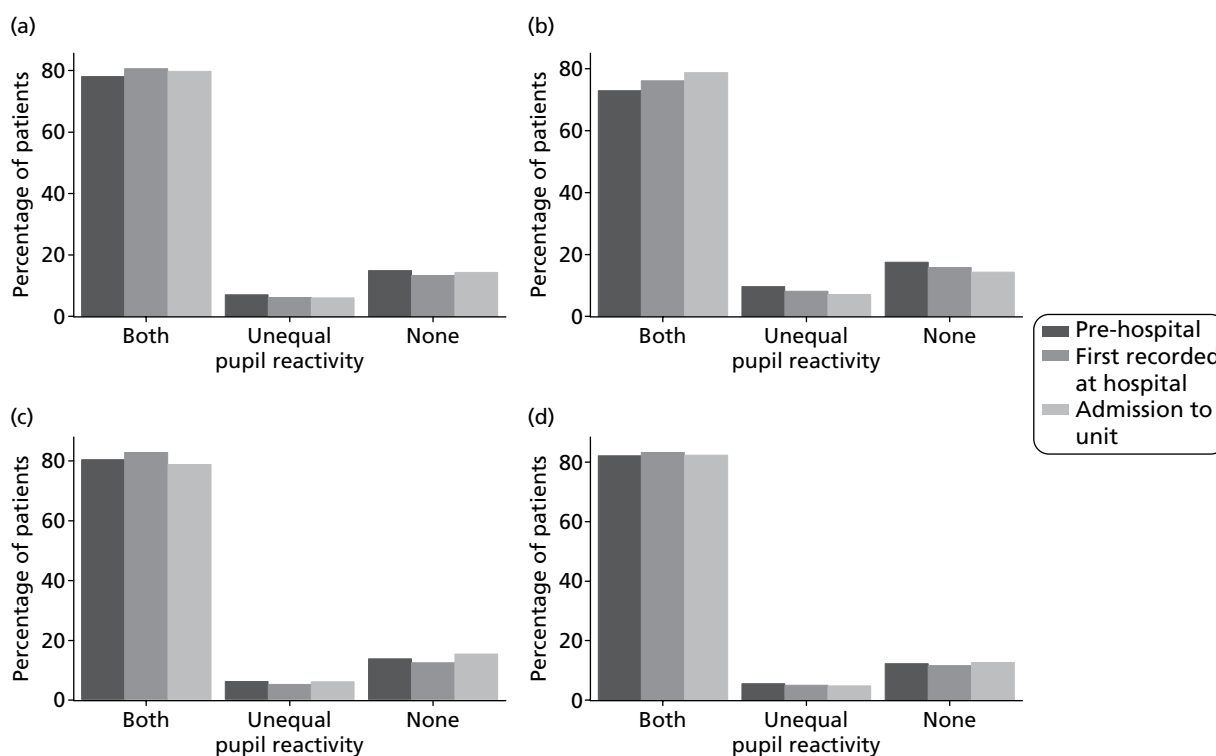 (a)
Percentage of patients
80
60
40
20
0
Both
Unequal
None
pupil reactivity
(b)
Percentage of patients
80
60
40
20
0
Both
Unequal
None
pupil reactivity
Pre-hospital
First recorded
at hospital
Admission to
unit
(c)
Percentage of patients
80
60
40
20
0
Both
Unequal
None
pupil reactivity
(d)
Percentage of patients
80
60
40
20
0
Both
Unequal
None
pupil reactivity